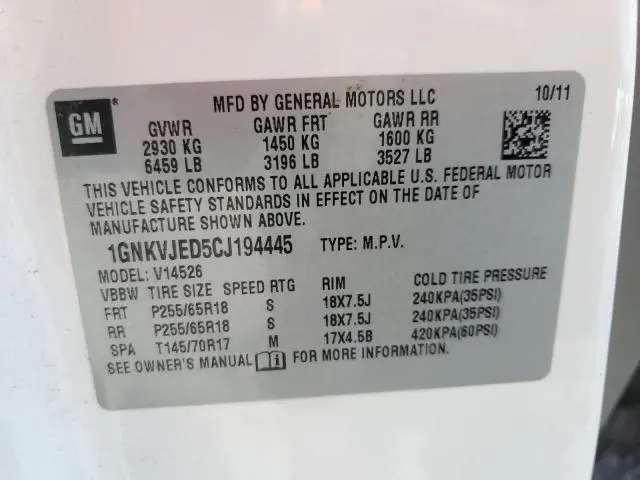 GM
MFD BY GENERAL MOTORS LLC 10/11
GVWR GAWR FRT GAWR RR
2930 KG 1450 KG 1600 KG
6459 LB 3196 LB 3527 LB
THIS VEHICLE CONFORMS TO ALL APPLICABLE U.S. FEDERAL MOTOR
VEHICLE SAFETY STANDARDS IN EFFECT ON THE DATE OF
MANUFACTURE SHOWN ABOVE.
1GNKVJED5CJ194445 TYPE: M.P.V.
MODEL: V14526
VBBW TIRE SIZE SPEED RTG RIM COLD TIRE PRESSURE
FRT P255/65R18 S 18X7.5J 240KPA(35PSI)
RR P255/65R18 S 18X7.5J 240KPA(35PSI)
SPA T145/70R17 M 17X4.5B 420KPA(60PSI)
SEE OWNER'S MANUAL FOR MORE INFORMATION.